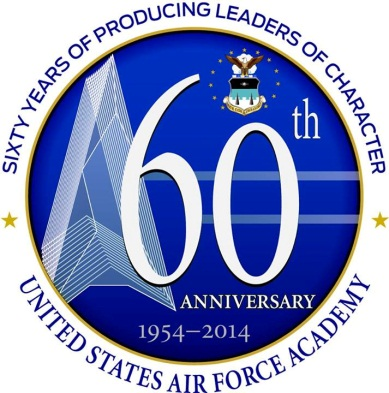 SIXTY YEARS OF PRODUCING LEADERS OF CHARACTER
60th
ANNIVERSARY
1954–2014
UNITED STATES AIR FORCE ACADEMY